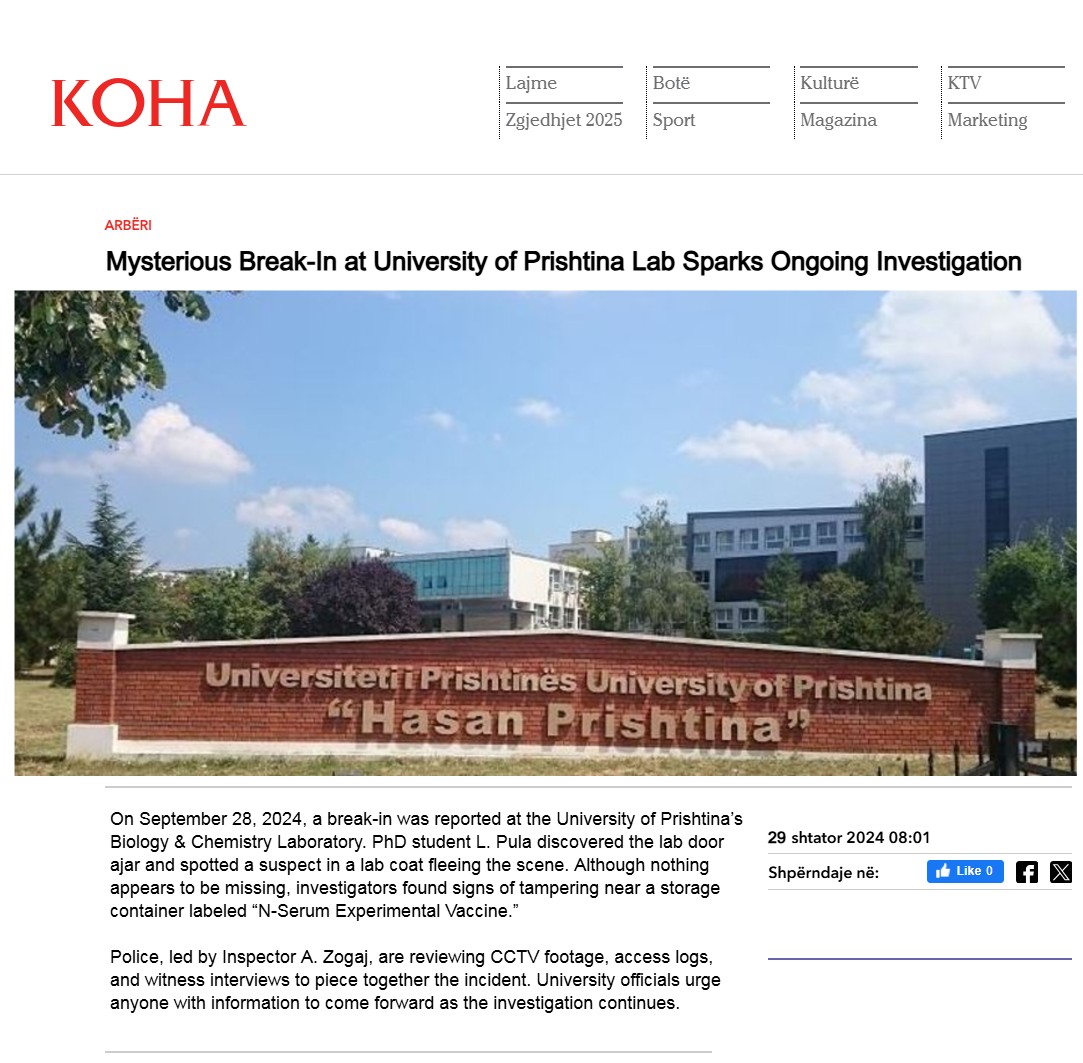 KOHA
Lajme
Botë
Kulturë
KTV
Zgjedhjet 2025
Sport
Magazina
Marketing
ARBËRI
Mysterious Break-In at University of Prishtina Lab Sparks Ongoing Investigation
Universiteti i Prishtinës University of Prishtina
“Hasan Prishtina”
On September 28, 2024, a break-in was reported at the University of Prishtina’s
Biology & Chemistry Laboratory. PhD student L. Pula discovered the lab door
ajar and spotted a suspect in a lab coat fleeing the scene. Although nothing
appears to be missing, investigators found signs of tampering near a storage
container labeled “N-Serum Experimental Vaccine.”
Police, led by Inspector A. Zogaj, are reviewing CCTV footage, access logs,
and witness interviews to piece together the incident. University officials urge
anyone with information to come forward as the investigation continues.
29 shtator 2024 08:01
Shpërndaje në:
Like 0